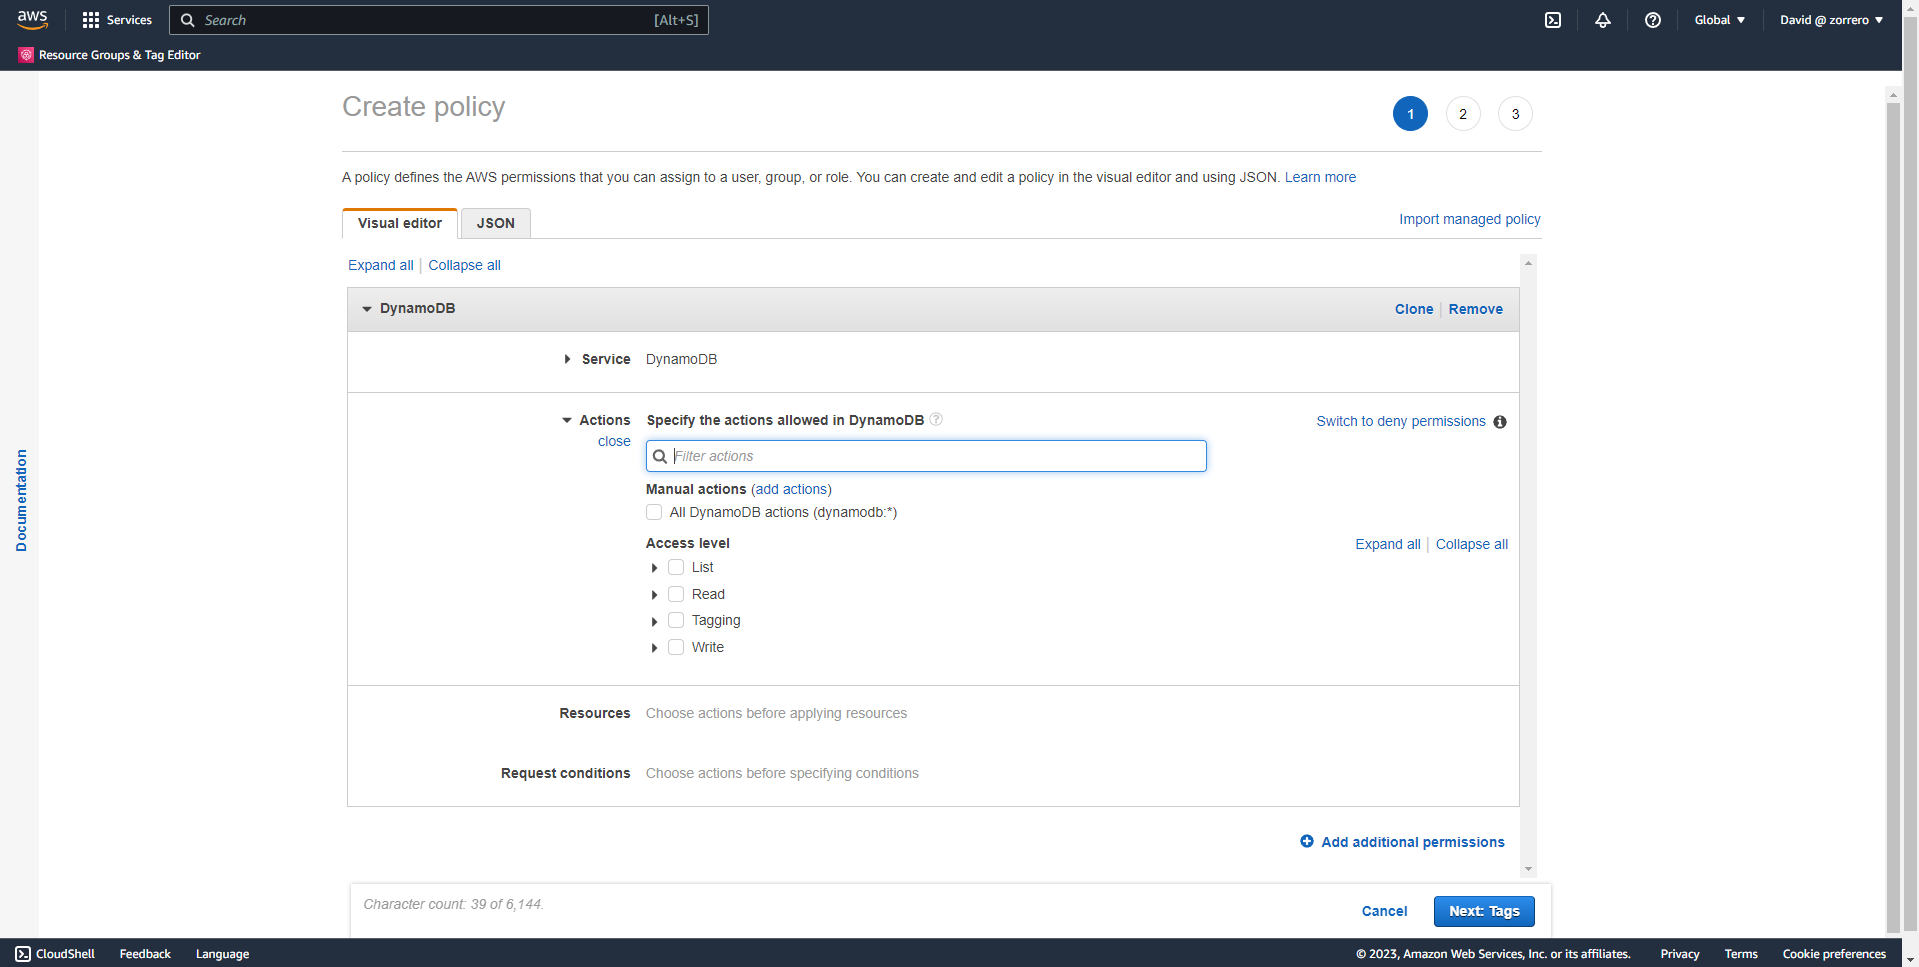 aws
Services
Search
[Alt+S]
Global
David @ zorrero
Resource Groups & Tag Editor
Create policy
1
2
3
A policy defines the AWS permissions that you can assign to a user, group, or role. You can create and edit a policy in the visual editor and using JSON. Learn more
Visual editor
JSON
Import managed policy
Expand all | Collapse all
DynamoDB
Clone | Remove
Service DynamoDB
Actions
close
Specify the actions allowed in DynamoDB ?
Switch to deny permissions
Filter actions
Manual actions (add actions)
All DynamoDB actions (dynamodb:*)
Access level
Expand all | Collapse all
List
Read
Tagging
Write
Resources Choose actions before applying resources
Request conditions Choose actions before specifying conditions
Add additional permissions
Documentation
Character count: 39 of 6,144.
Cancel
Next: Tags
CloudShell
Feedback
Language
© 2023, Amazon Web Services, Inc. or its affiliates.
Privacy
Terms
Cookie preferences